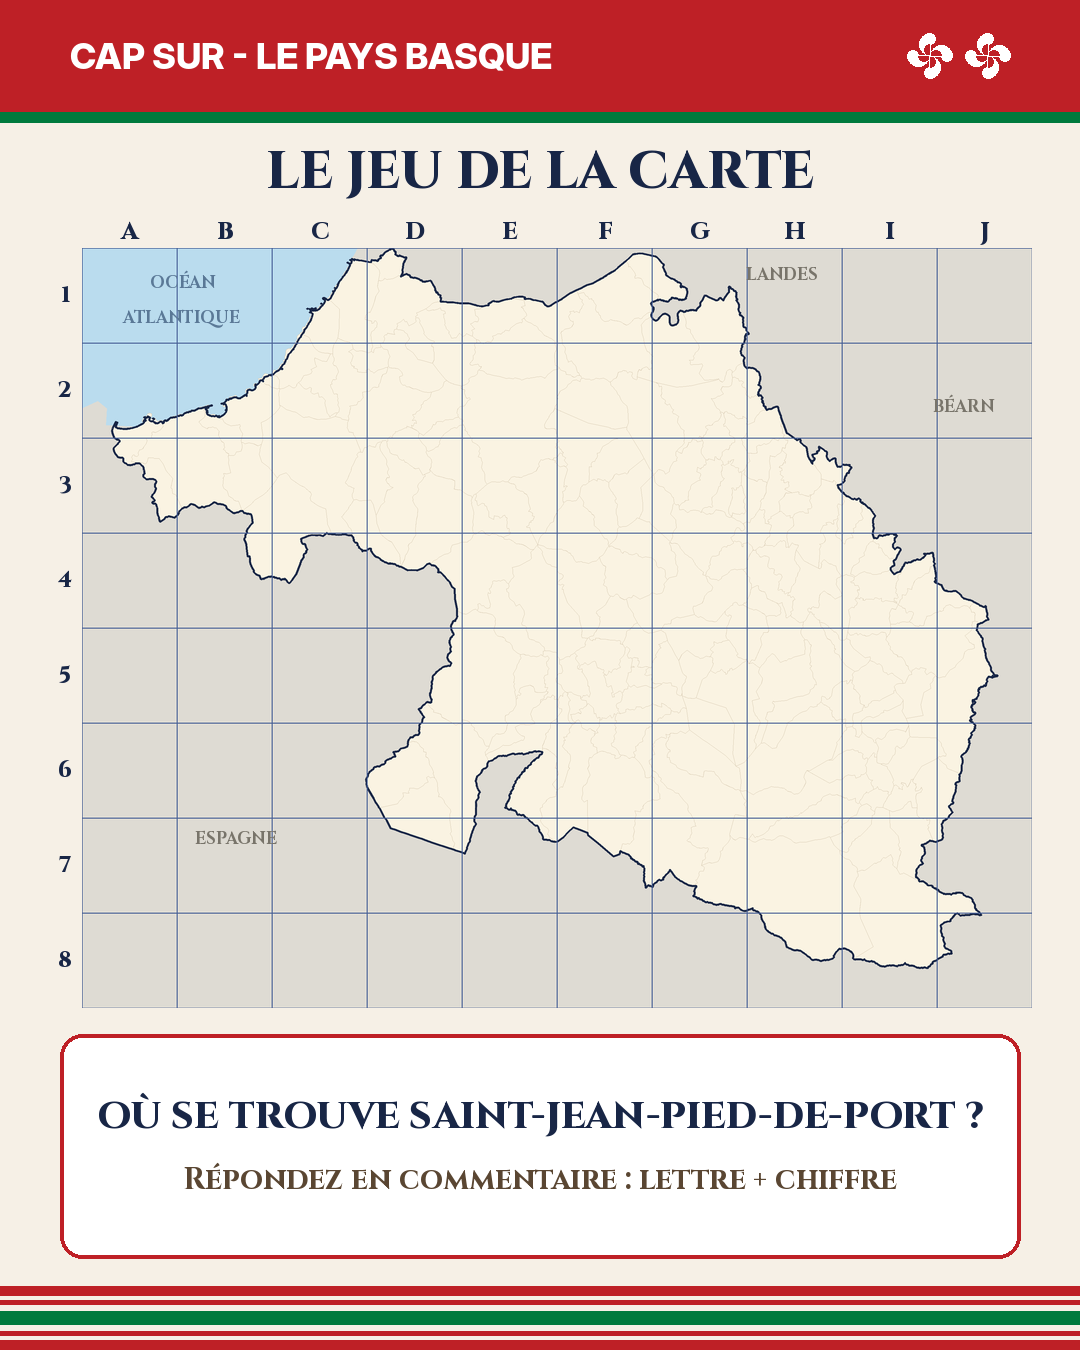 CAP SUR - LE PAYS BASQUE
LE JEU DE LA CARTE
A B C D E F G H I J
1
2
3
4
5
6
7
8
OCÉAN
ATLANTIQUE
LANDES
BÉARN
ESPAGNE
OÙ SE TROUVE SAINT-JEAN-PIED-DE-PORT ?
RÉPONDEZ EN COMMENTAIRE : LETTRE + CHIFFRE